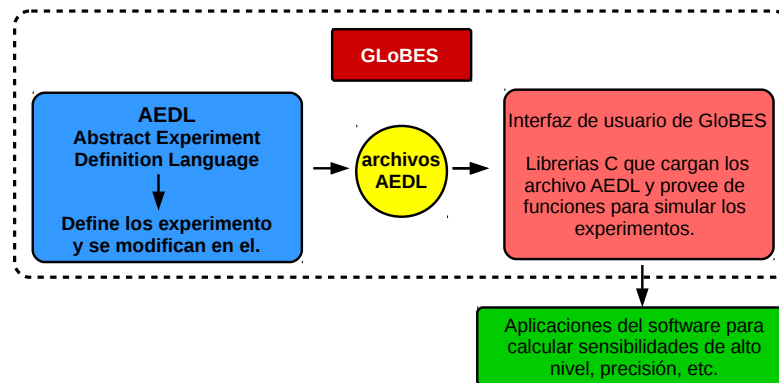 GLoBES
AEDL
Abstract Experiment
Definition Language
Define los experimento
y se modifican en el.
archivos
AEDL
Interfaz de usuario de GloBES
Librerias C que cargan los
archivo AEDL y provee de
funciones para simular los
experimentos.
Aplicaciones del software para
calcular sensibilidades de alto
nivel, precisión, etc.